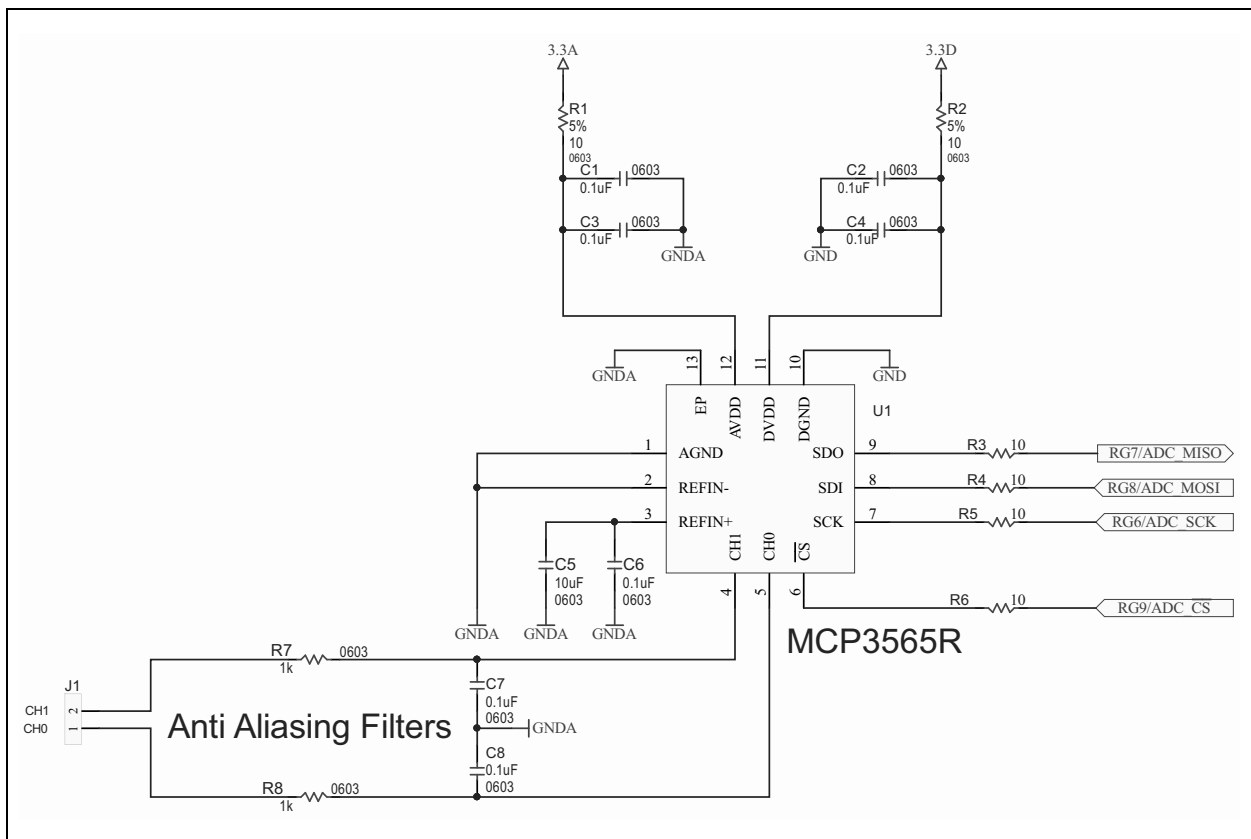 3.3A
3.3D
R1
5%
10
0603
R2
5%
10
0603
C1
0603
0.1uF
C2
0603
0.1uF
C3
0603
0.1uF
C4
0603
0.1uF
GNDA
GND
GNDA
13
12
11
10
GND
EP
AVDD
DVDD
DGND
U1
1
AGND
SDO
9
R3
10
RG7/ADC_MISO
2
REFIN-
SDI
8
R4
10
RG8/ADC_MOSI
3
REFIN+
SCK
7
R5
10
RG6/ADC_SCK
CH1
CH0
C̅S̅
4
5
6
C5
10uF
0603
C6
0.1uF
0603
R6
10
RG9/ADC_C̅S̅
GNDA
GNDA
GNDA
MCP3565R
R7
0603
1k
J1
CH1
2
CH0
1
C7
0.1uF
0603
Anti Aliasing Filters
GNDA
C8
0.1uF
0603
R8
0603
1k